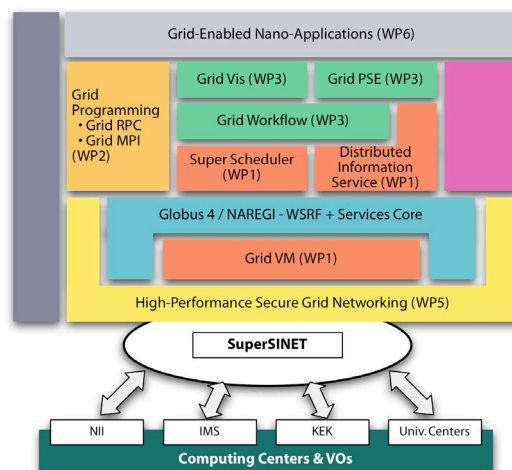 Grid-Enabled Nano-Applications (WP6)
Grid
Programming
• Grid RPC
• Grid MPI
(WP2)
Grid Vis (WP3)
Grid PSE (WP3)
Grid Workflow (WP3)
Super Scheduler
(WP1)
Distributed
Information
Service (WP1)
Globus 4 / NAREGI - WSRF + Services Core
Grid VM (WP1)
High-Performance Secure Grid Networking (WP5)
SuperSINET
NII
IMS
KEK
Univ. Centers
Computing Centers & VOs